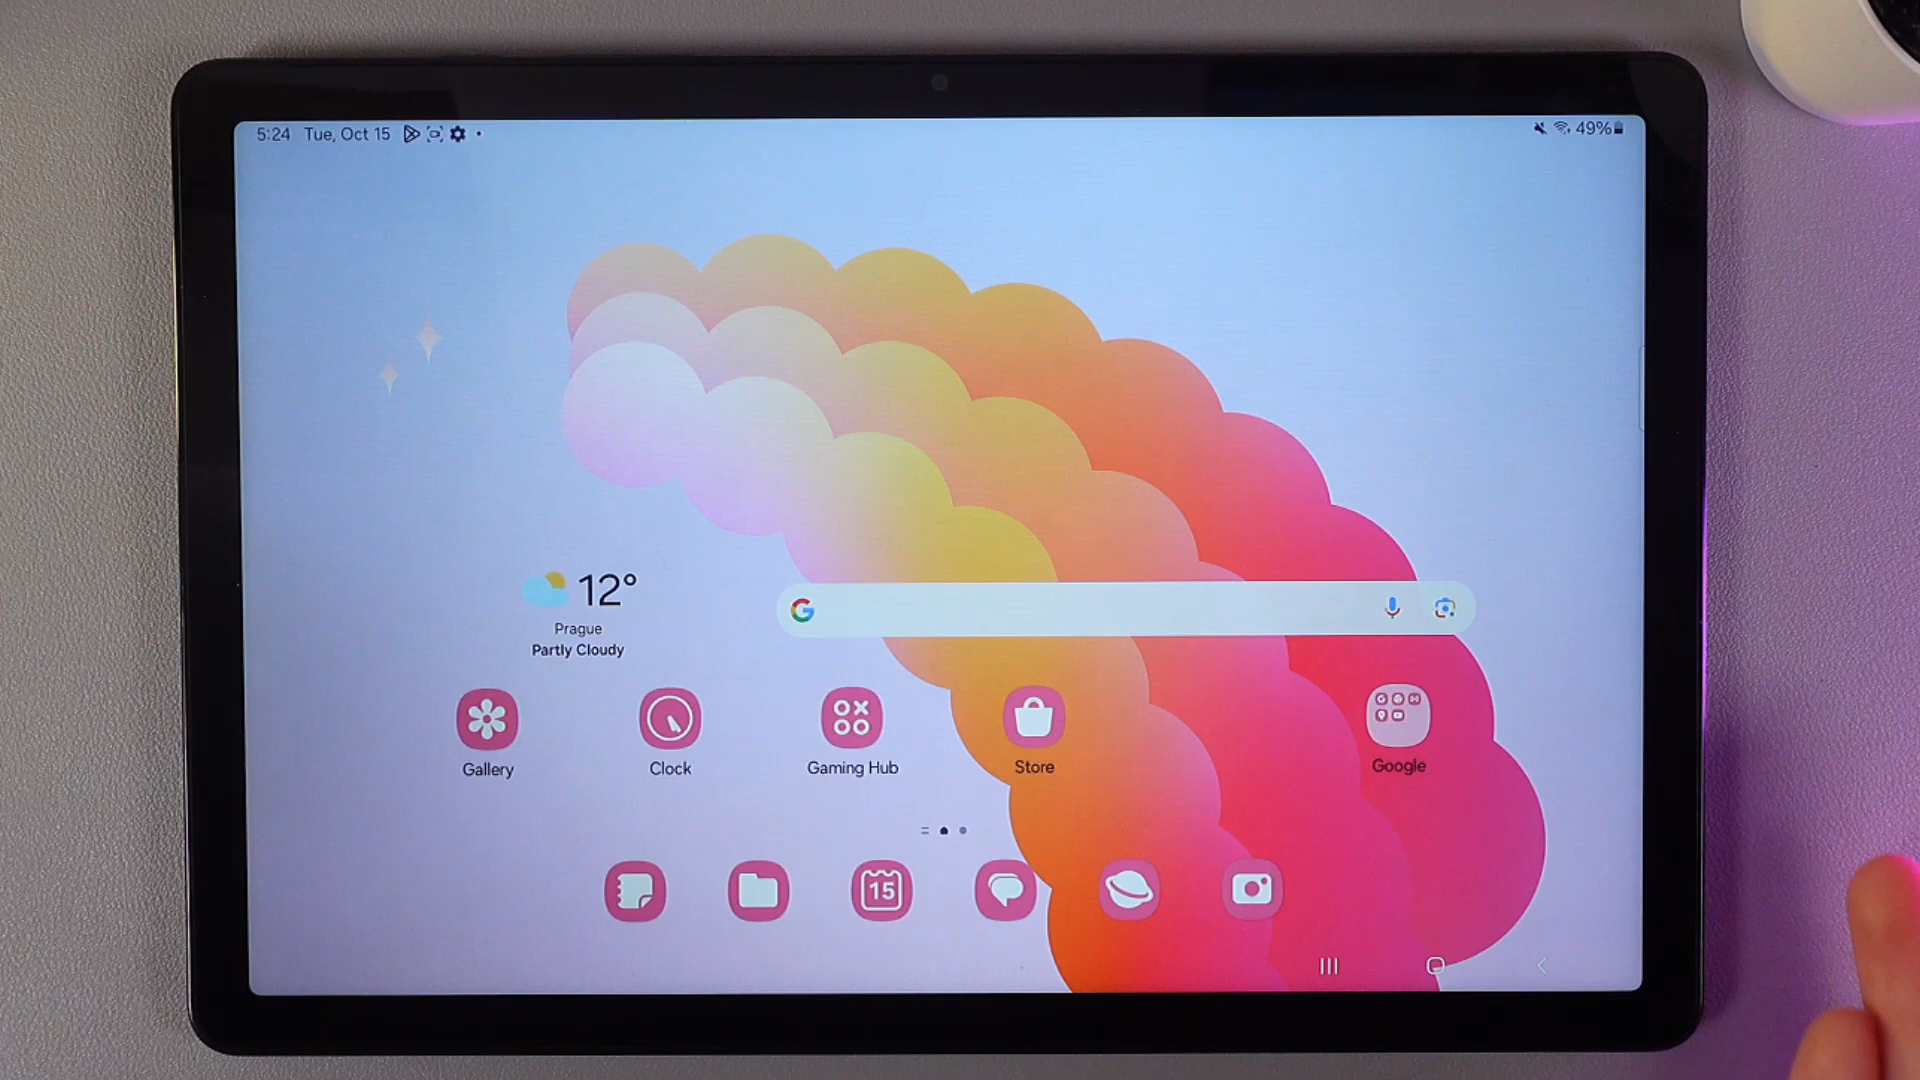 5:24 Tue, Oct 15
49%
12°
Prague
Partly Cloudy
G
Gallery
Clock
Gaming Hub
Store
Google
15